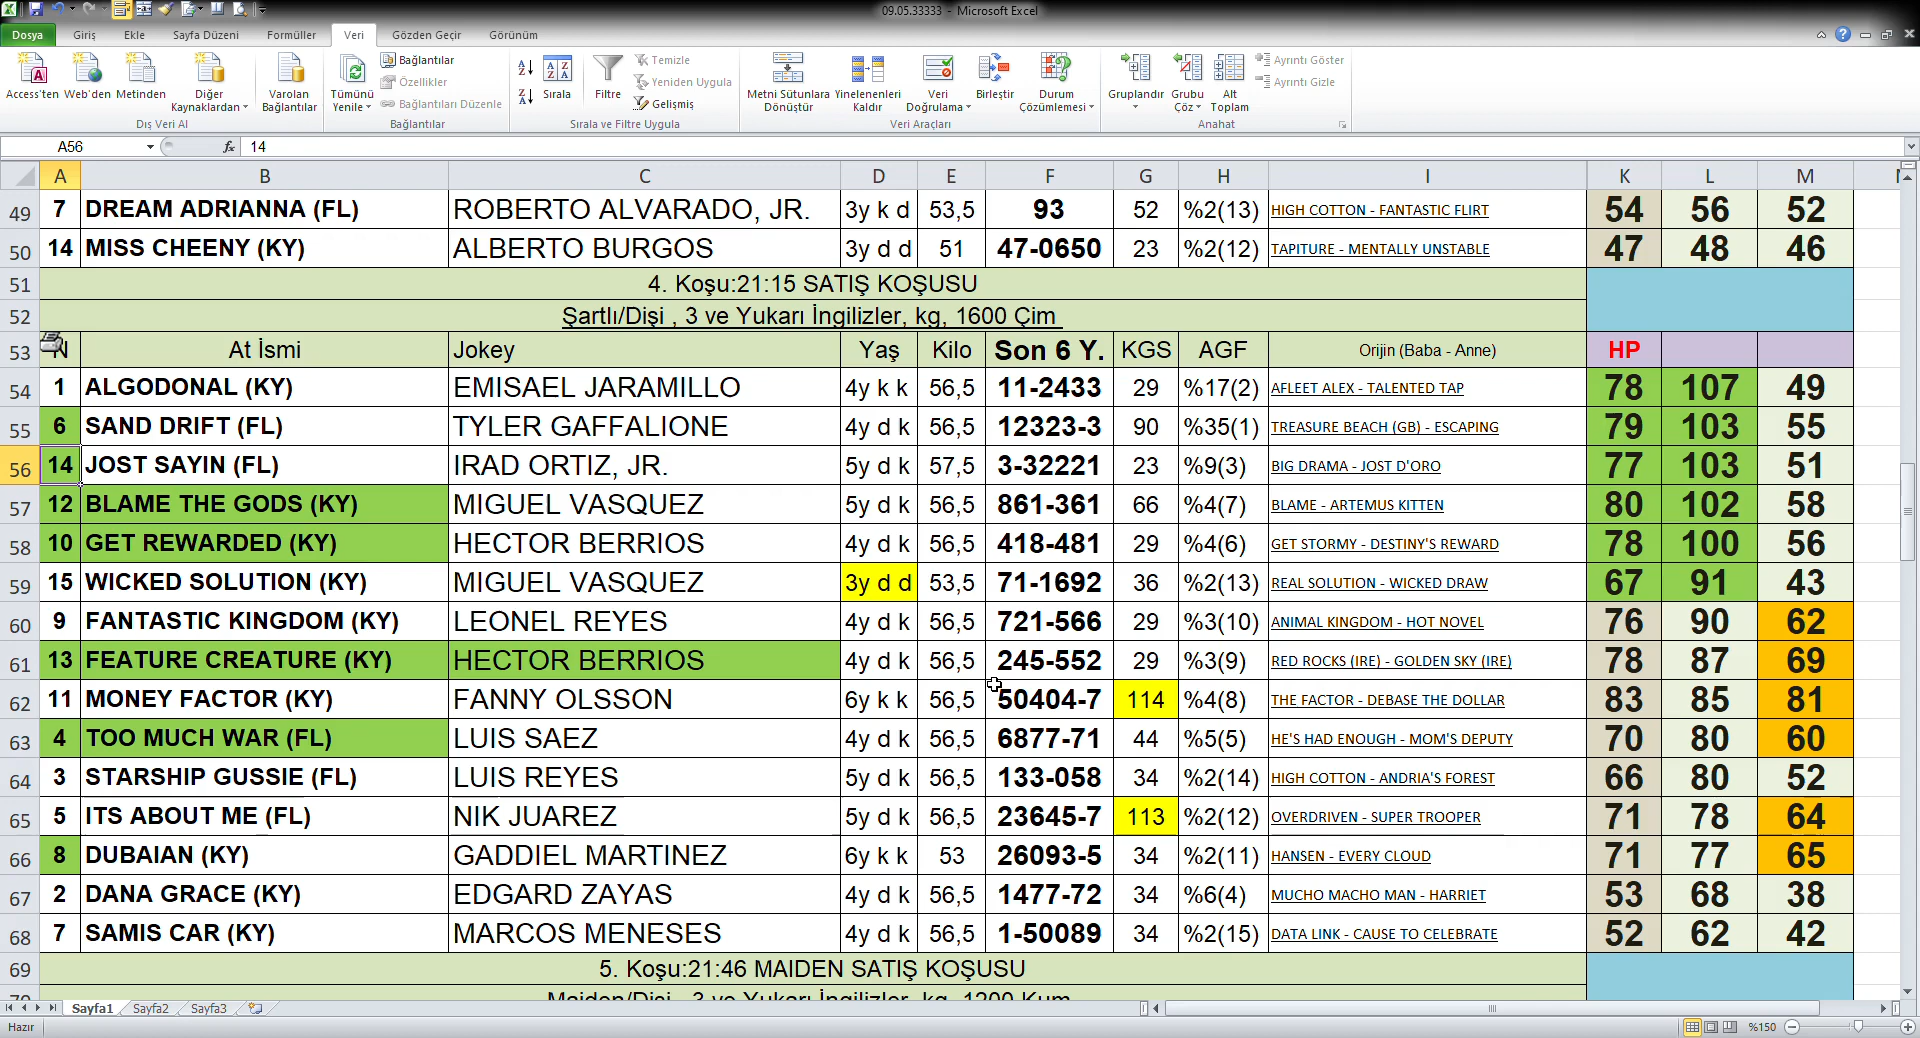 09.05.33333 - Microsoft Excel
Dosya Giriş Ekle Sayfa Düzeni Formüller Veri Gözden Geçir Görünüm
Access'ten Web'den Metinden Diğer Kaynaklardan Varolan Bağlantılar Tümünü Yenile Bağlantılar Özellikler Bağlantıları Düzenle Sırala Filtre Temizle Yeniden Uygula Gelişmiş Metni Sütunlara Dönüştür Yinelenenleri Kaldır Veri Doğrulama Birleştir Durum Çözümlemesi Gruplandır Grubu Çöz Alt Toplam Ayrıntı Göster Ayrıntı Gizle
Dış Veri Al Bağlantılar Sırala ve Filtre Uygula Veri Araçları Anahat
A56 fx 14
A B C D E F G H I K L M
49 7 DREAM ADRIANNA (FL) ROBERTO ALVARADO, JR. 3y k d 53,5 93 52 %2(13) HIGH COTTON - FANTASTIC FLIRT 54 56 52
50 14 MISS CHEENY (KY) ALBERTO BURGOS 3y d d 51 47-0650 23 %2(12) TAPITURE - MENTALLY UNSTABLE 47 48 46
51 4. Koşu:21:15 SATIŞ KOŞUSU
52 Şartlı/Dişi , 3 ve Yukarı İngilizler, kg, 1600 Çim
53 N At İsmi Jokey Yaş Kilo Son 6 Y. KGS AGF Orijin (Baba - Anne) HP
54 1 ALGODONAL (KY) EMISAEL JARAMILLO 4y k k 56,5 11-2433 29 %17(2) AFLEET ALEX - TALENTED TAP 78 107 49
55 6 SAND DRIFT (FL) TYLER GAFFALIONE 4y d k 56,5 12323-3 90 %35(1) TREASURE BEACH (GB) - ESCAPING 79 103 55
56 14 JOST SAYIN (FL) IRAD ORTIZ, JR. 5y d k 57,5 3-32221 23 %9(3) BIG DRAMA - JOST D'ORO 77 103 51
57 12 BLAME THE GODS (KY) MIGUEL VASQUEZ 5y d k 56,5 861-361 66 %4(7) BLAME - ARTEMUS KITTEN 80 102 58
58 10 GET REWARDED (KY) HECTOR BERRIOS 4y d k 56,5 418-481 29 %4(6) GET STORMY - DESTINY'S REWARD 78 100 56
59 15 WICKED SOLUTION (KY) MIGUEL VASQUEZ 3y d d 53,5 71-1692 36 %2(13) REAL SOLUTION - WICKED DRAW 67 91 43
60 9 FANTASTIC KINGDOM (KY) LEONEL REYES 4y d k 56,5 721-566 29 %3(10) ANIMAL KINGDOM - HOT NOVEL 76 90 62
61 13 FEATURE CREATURE (KY) HECTOR BERRIOS 4y d k 56,5 245-552 29 %3(9) RED ROCKS (IRE) - GOLDEN SKY (IRE) 78 87 69
62 11 MONEY FACTOR (KY) FANNY OLSSON 6y k k 56,5 50404-7 114 %4(8) THE FACTOR - DEBASE THE DOLLAR 83 85 81
63 4 TOO MUCH WAR (FL) LUIS SAEZ 4y d k 56,5 6877-71 44 %5(5) HE'S HAD ENOUGH - MOM'S DEPUTY 70 80 60
64 3 STARSHIP GUSSIE (FL) LUIS REYES 5y d k 56,5 133-058 34 %2(14) HIGH COTTON - ANDRIA'S FOREST 66 80 52
65 5 ITS ABOUT ME (FL) NIK JUAREZ 5y d k 56,5 23645-7 113 %2(12) OVERDRIVEN - SUPER TROOPER 71 78 64
66 8 DUBAIAN (KY) GADDIEL MARTINEZ 6y k k 53 26093-5 34 %2(11) HANSEN - EVERY CLOUD 71 77 65
67 2 DANA GRACE (KY) EDGARD ZAYAS 4y d k 56,5 1477-72 34 %6(4) MUCHO MACHO MAN - HARRIET 53 68 38
68 7 SAMIS CAR (KY) MARCOS MENESES 4y d k 56,5 1-50089 34 %2(15) DATA LINK - CAUSE TO CELEBRATE 52 62 42
69 5. Koşu:21:46 MAIDEN SATIŞ KOŞUSU
70 Maiden/Dişi , 3 ve Yukarı İngilizler, kg, 1200 Kum
Sayfa1 Sayfa2 Sayfa3
Hazır %150